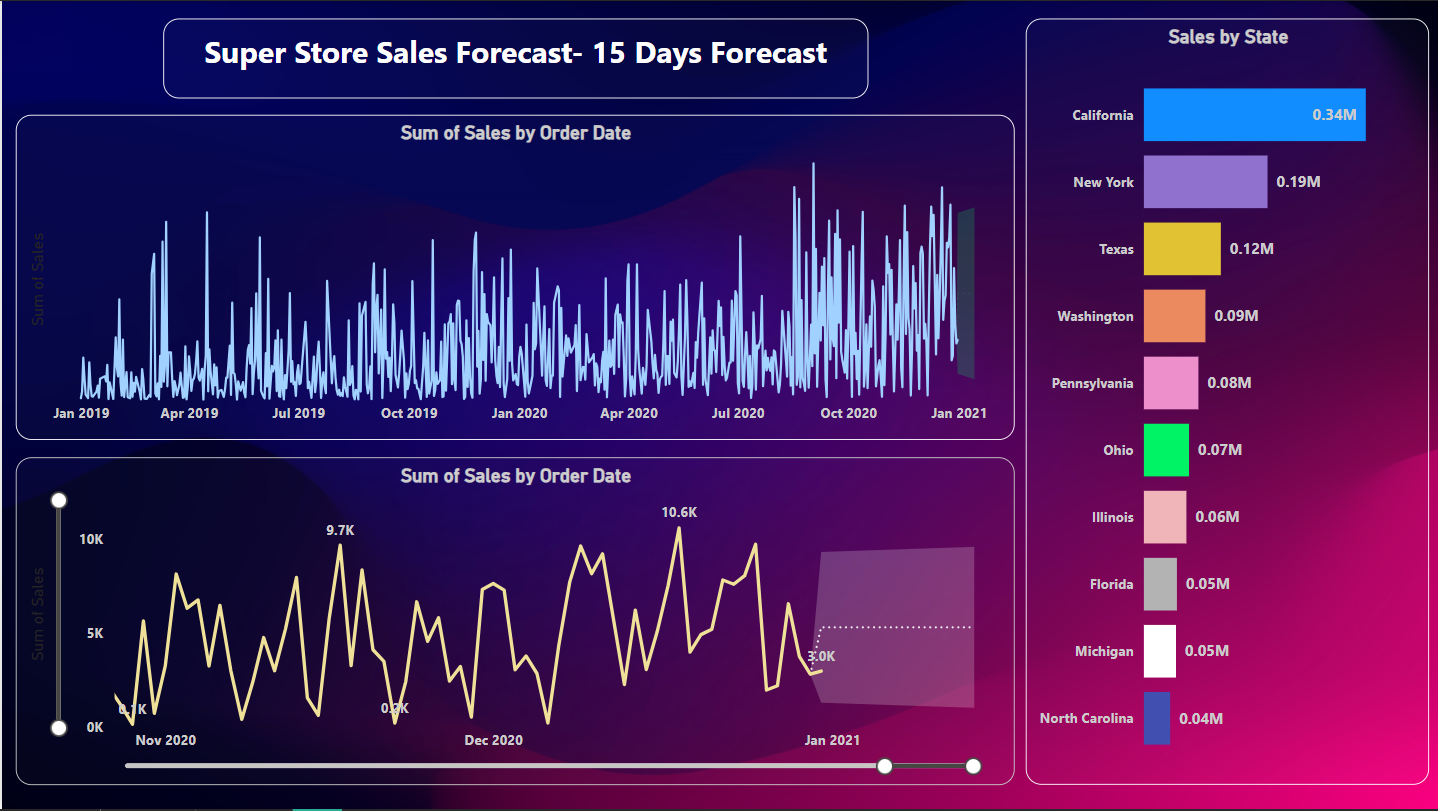 Super Store Sales Forecast- 15 Days Forecast
Sum of Sales by Order Date
Sum of Sales
Jan 2019 Apr 2019 Jul 2019 Oct 2019 Jan 2020 Apr 2020 Jul 2020 Oct 2020 Jan 2021
Sum of Sales by Order Date
Sum of Sales
10K
5K
0K
0.1K
9.7K
0.2K
10.6K
3.0K
Nov 2020 Dec 2020 Jan 2021
Sales by State
California 0.34M
New York 0.19M
Texas 0.12M
Washington 0.09M
Pennsylvania 0.08M
Ohio 0.07M
Illinois 0.06M
Florida 0.05M
Michigan 0.05M
North Carolina 0.04M